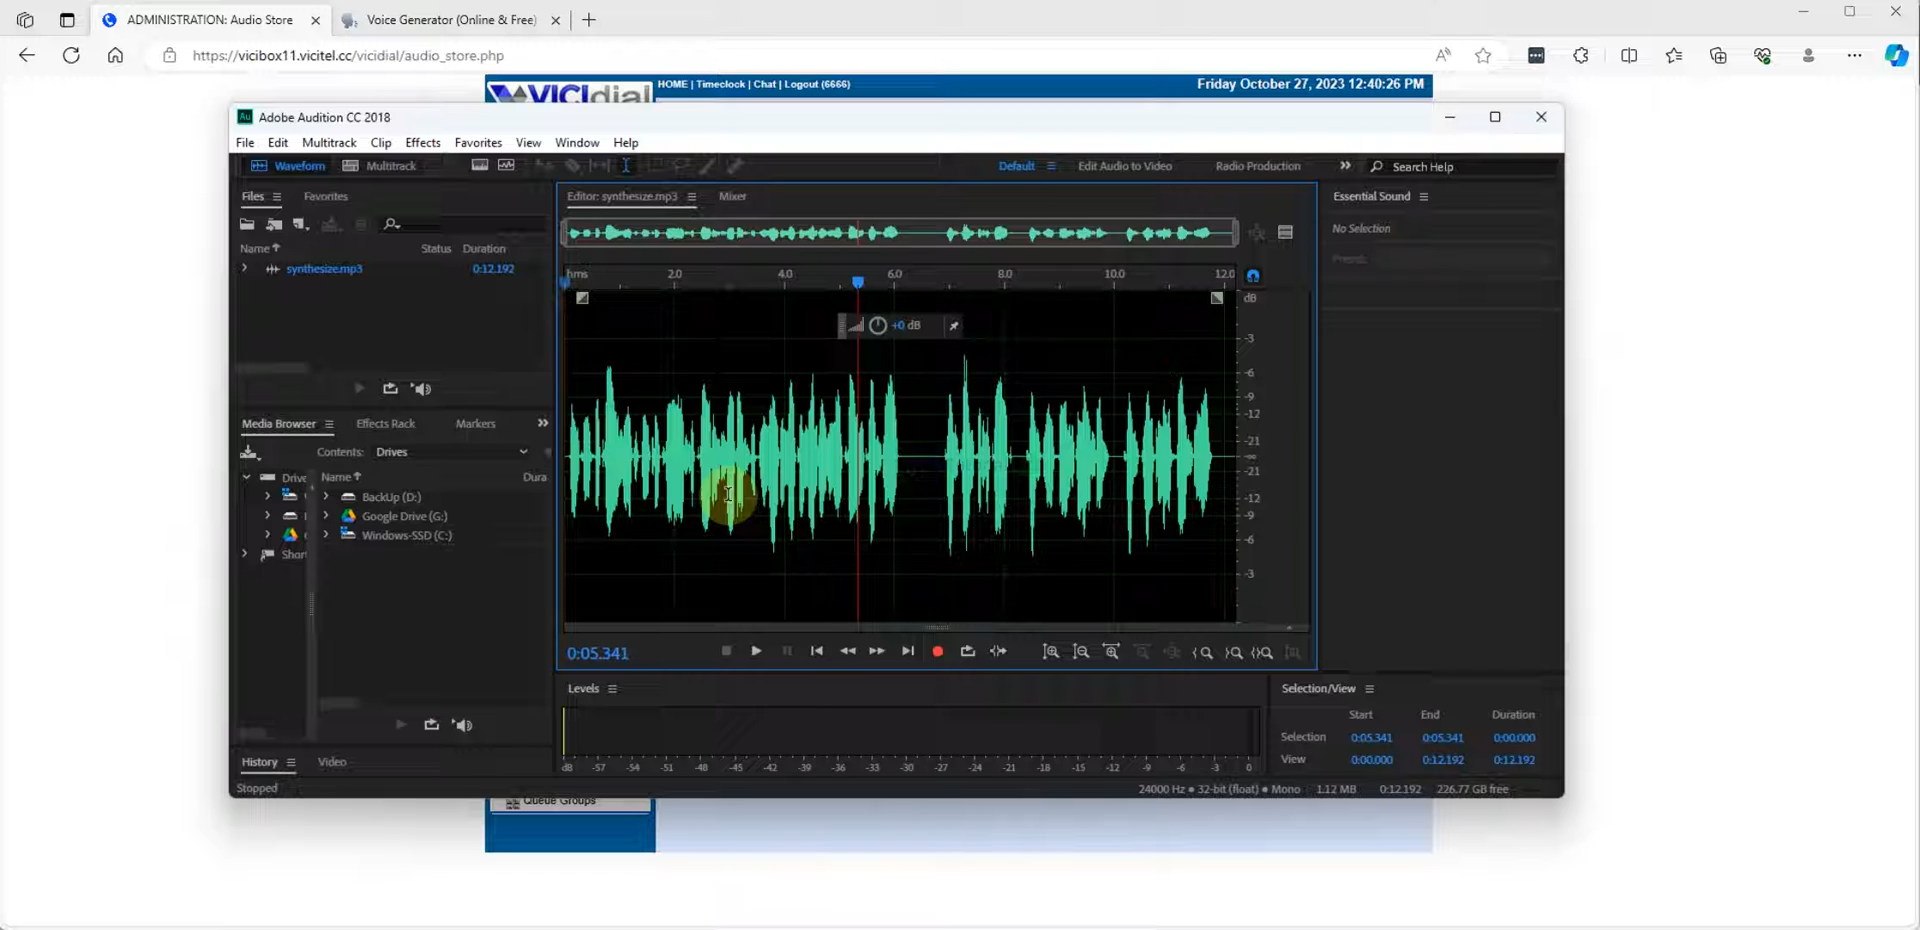 ADMINISTRATION: Audio Store
Voice Generator (Online & Free)
https://vicibox11.vicitel.cc/vicidial/audio_store.php
VICIdial
HOME | Timeclock | Chat | Logout (6666)
Friday October 27, 2023 12:40:26 PM
Au
Adobe Audition CC 2018
File Edit Multitrack Clip Effects Favorites View Window Help
Waveform Multitrack
Default Edit Audio to Video Radio Production
Search Help
Files Favorites
Name Status Duration
synthesize.mp3 0:12.192
Editor: synthesize.mp3 Mixer
hms 2.0 4.0 6.0 8.0 10.0 12.0
dB
+0 dB
-3
-6
-9
-12
-21
-∞
-21
-12
-9
-6
-3
Essential Sound
No Selection
Preset:
Media Browser Effects Rack Markers
Contents: Drives
Drive
Name Dura
BackUp (D:)
Google Drive (G:)
Windows-SSD (C:)
Shor
0:05.341
Levels
dB -57 -54 -51 -48 -45 -42 -39 -36 -33 -30 -27 -24 -21 -18 -15 -12 -9 -6 -3 0
Selection/View
Start End Duration
Selection 0:05.341 0:05.341 0:00.000
View 0:00.000 0:12.192 0:12.192
History Video
Stopped
24000 Hz ● 32-bit (float) ● Mono 1.12 MB 0:12.192 226.77 GB free
Queue Groups